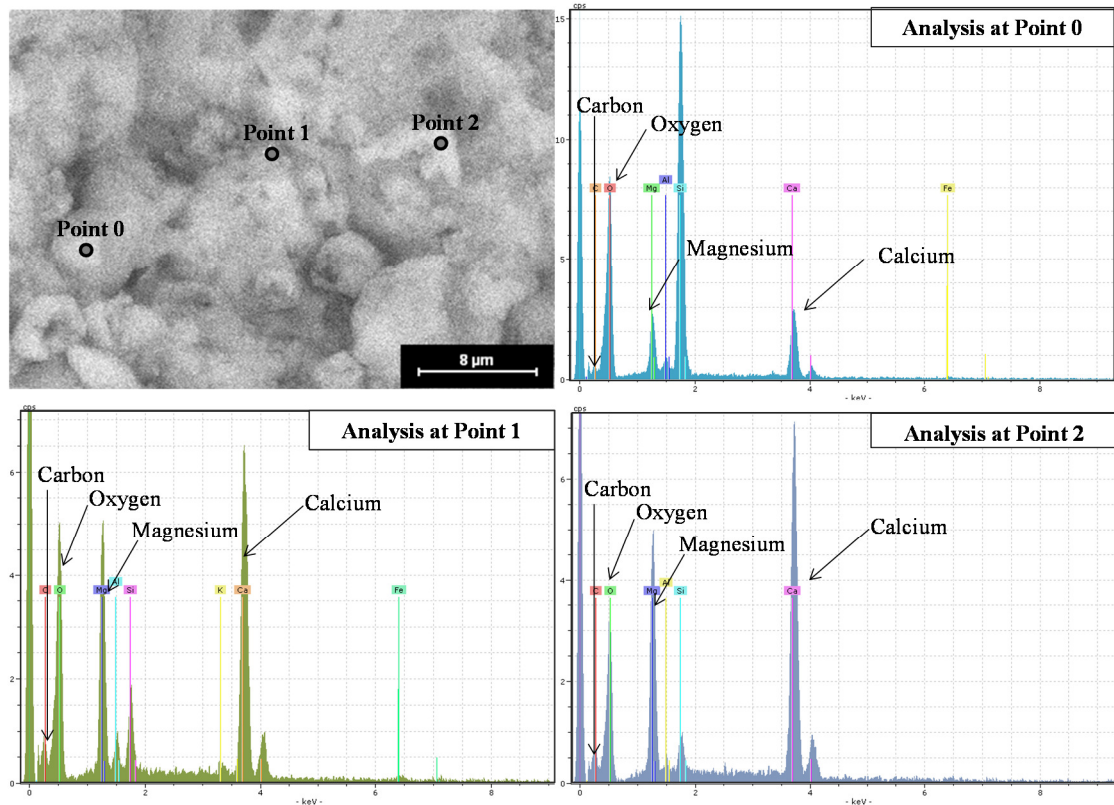 Point 1
Point 2
Point 0
8 µm
cps
Analysis at Point 0
15
10
5
0
Carbon
Oxygen
Magnesium
Calcium
C
O
Mg
Al
Si
Ca
Fe
0
2
4
6
8
- keV -
cps
Analysis at Point 1
6
4
2
0
Carbon
Oxygen
Magnesium
Calcium
C
O
Mg
Al
Si
K
Ca
Fe
0
2
4
6
8
- keV -
cps
Analysis at Point 2
6
4
2
0
Carbon
Oxygen
Magnesium
Calcium
C
O
Mg
Al
Si
Ca
0
2
4
6
8
- keV -